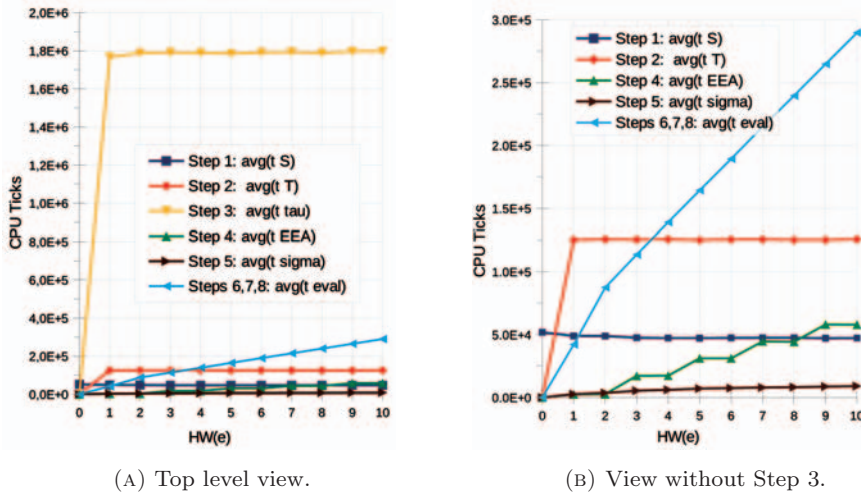 2,0E+6
1,8E+6
1,6E+6
1,4E+6
1,2E+6
1,0E+6
8,0E+5
6,0E+5
4,0E+5
2,0E+5
0,0E+0
CPU Ticks
Step 1: avg(t S)
Step 2: avg(t T)
Step 3: avg(t tau)
Step 4: avg(t EEA)
Step 5: avg(t sigma)
Steps 6,7,8: avg(t eval)
0 1 2 3 4 5 6 7 8 9 10
HW(e)
(A) Top level view.
3.0E+5
2.5E+5
2.0E+5
1.5E+5
1.0E+5
5.0E+4
0.0E+0
CPU Ticks
Step 1: avg(t S)
Step 2: avg(t T)
Step 4: avg(t EEA)
Step 5: avg(t sigma)
Steps 6,7,8: avg(t eval)
0 1 2 3 4 5 6 7 8 9 10
HW(e)
(B) View without Step 3.